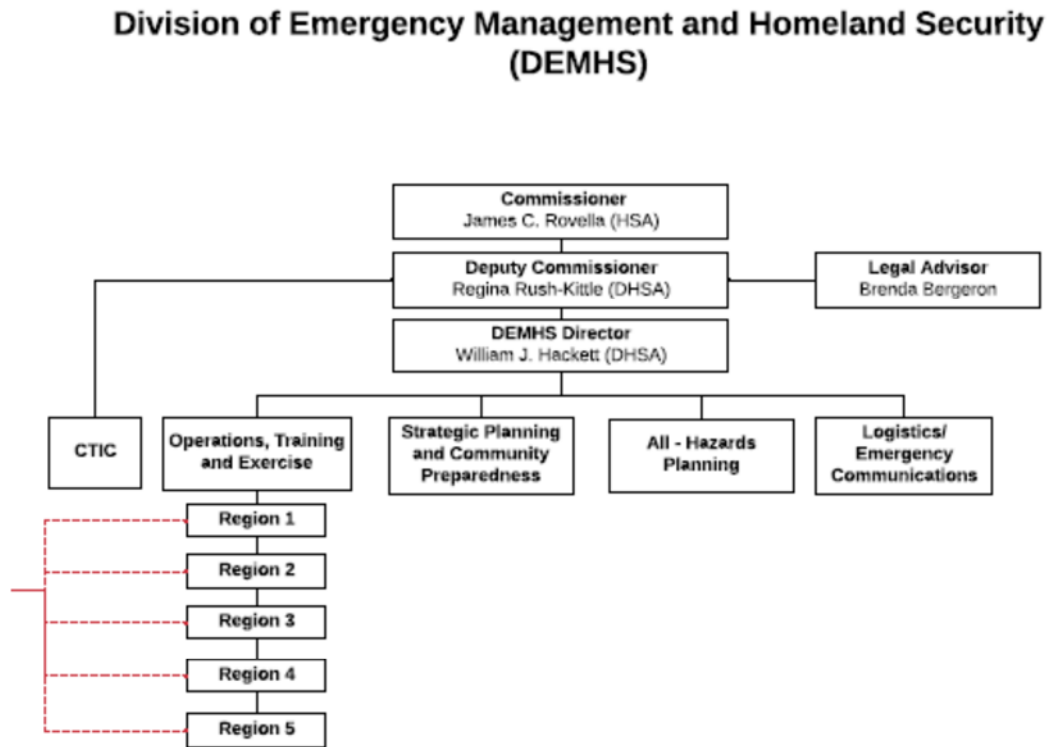 Division of Emergency Management and Homeland Security
(DEMHS)
Commissioner
James C. Rovella (HSA)
Deputy Commissioner
Regina Rush-Kittle (DHSA)
Legal Advisor
Brenda Bergeron
DEMHS Director
William J. Hackett (DHSA)
CTIC
Operations, Training
and Exercise
Strategic Planning
and Community
Preparedness
All - Hazards
Planning
Logistics/
Emergency
Communications
Region 1
Region 2
Region 3
Region 4
Region 5